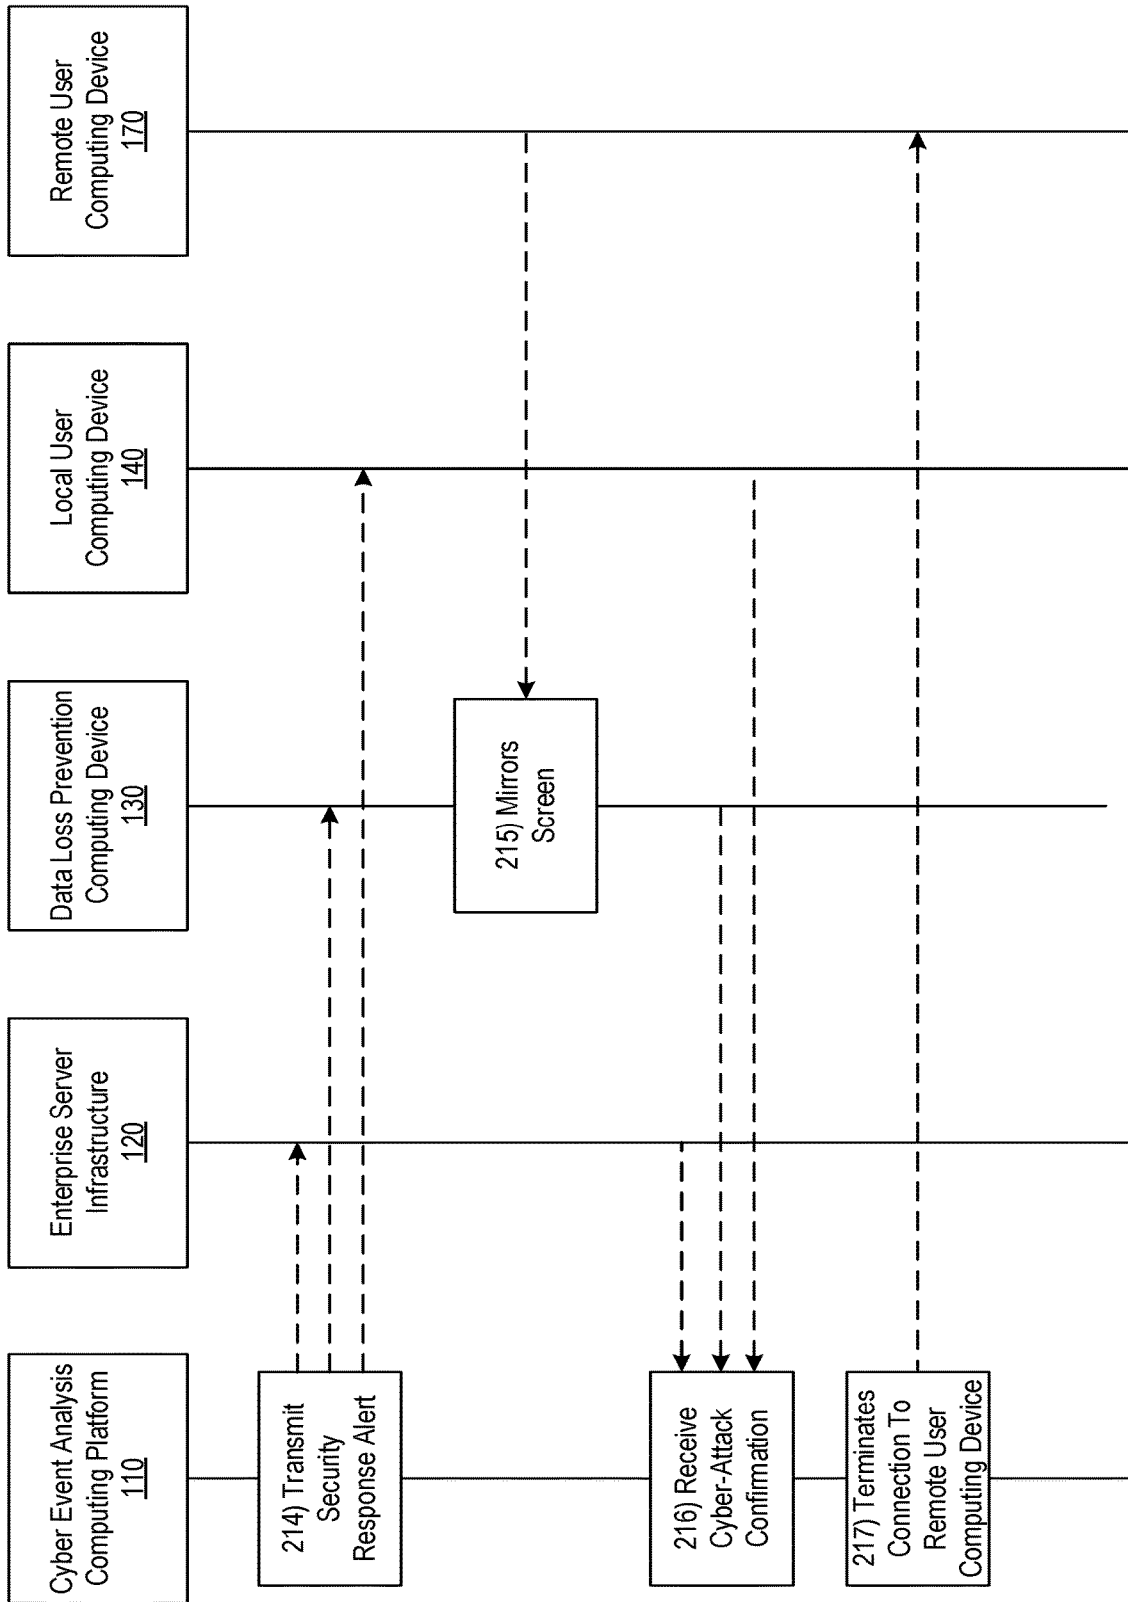 Cyber Event Analysis
Computing Platform
110
Enterprise Server
Infrastructure
120
Data Loss Prevention
Computing Device
130
Local User
Computing Device
140
Remote User
Computing Device
170
214) Transmit
Security
Response Alert
215) Mirrors
Screen
216) Receive
Cyber-Attack
Confirmation
217) Terminates
Connection To
Remote User
Computing Device